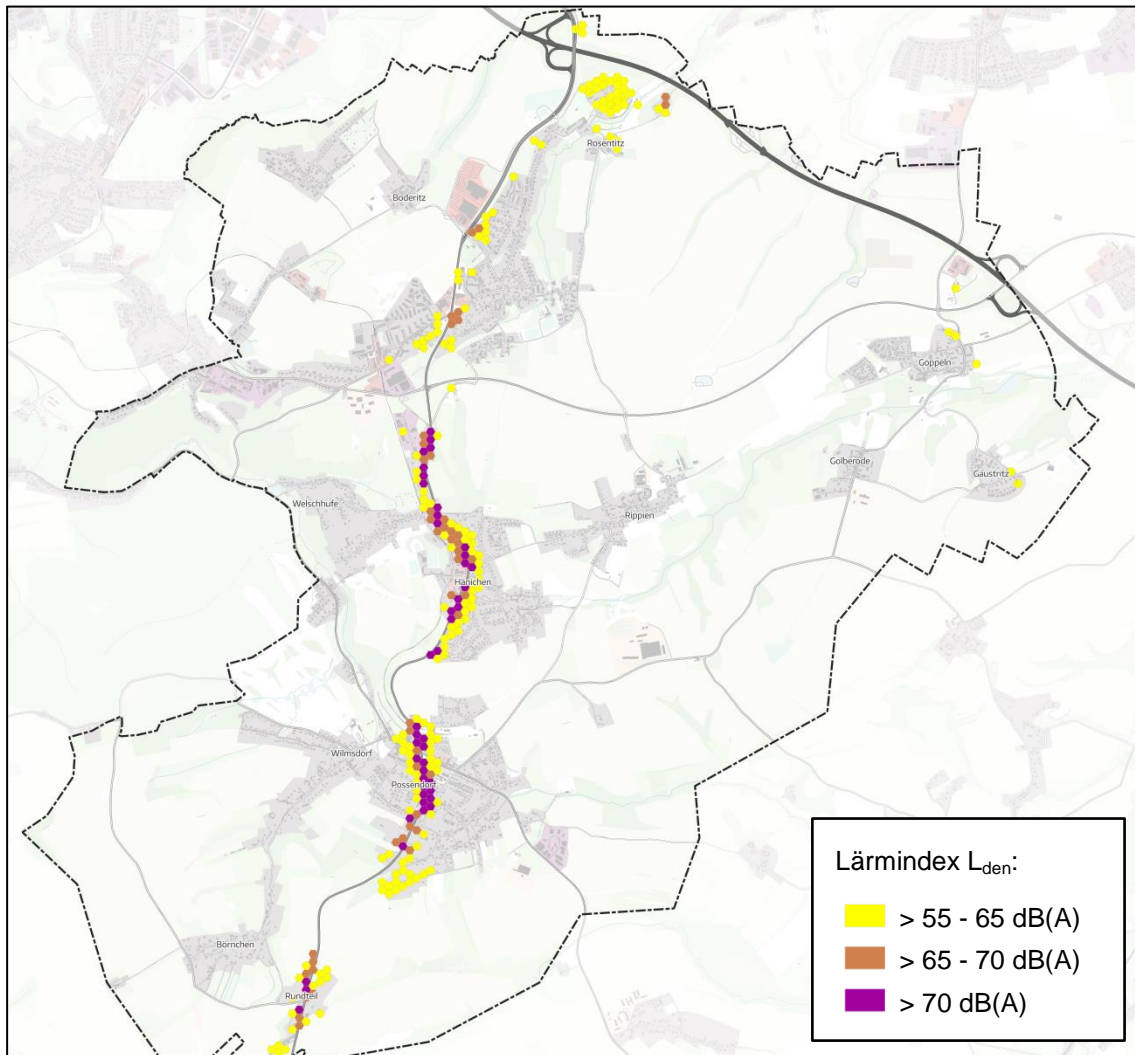 Rosentitz
Boderitz
Goppeln
Golberode
Gaustritz
Welschhufe
Rippien
Hänichen
Wilmsdorf
Possendorf
Börnchen
Rundteil
Lärmindex Lden:
> 55 - 65 dB(A)
> 65 - 70 dB(A)
> 70 dB(A)